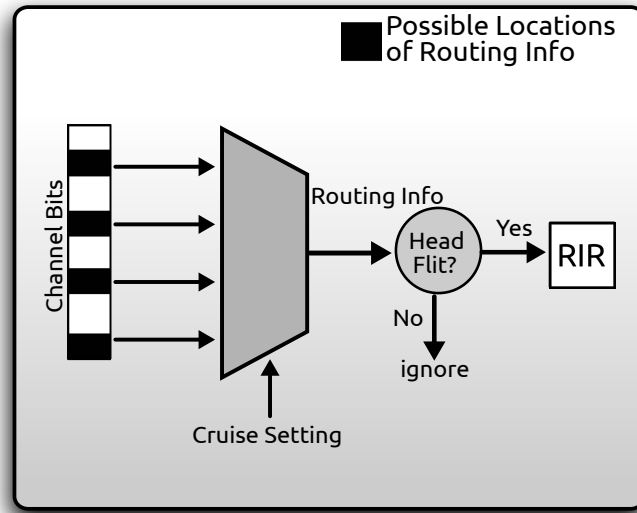 Possible Locations
of Routing Info
Channel Bits
Routing Info
Head
Flit?
Yes
RIR
No
ignore
Cruise Setting